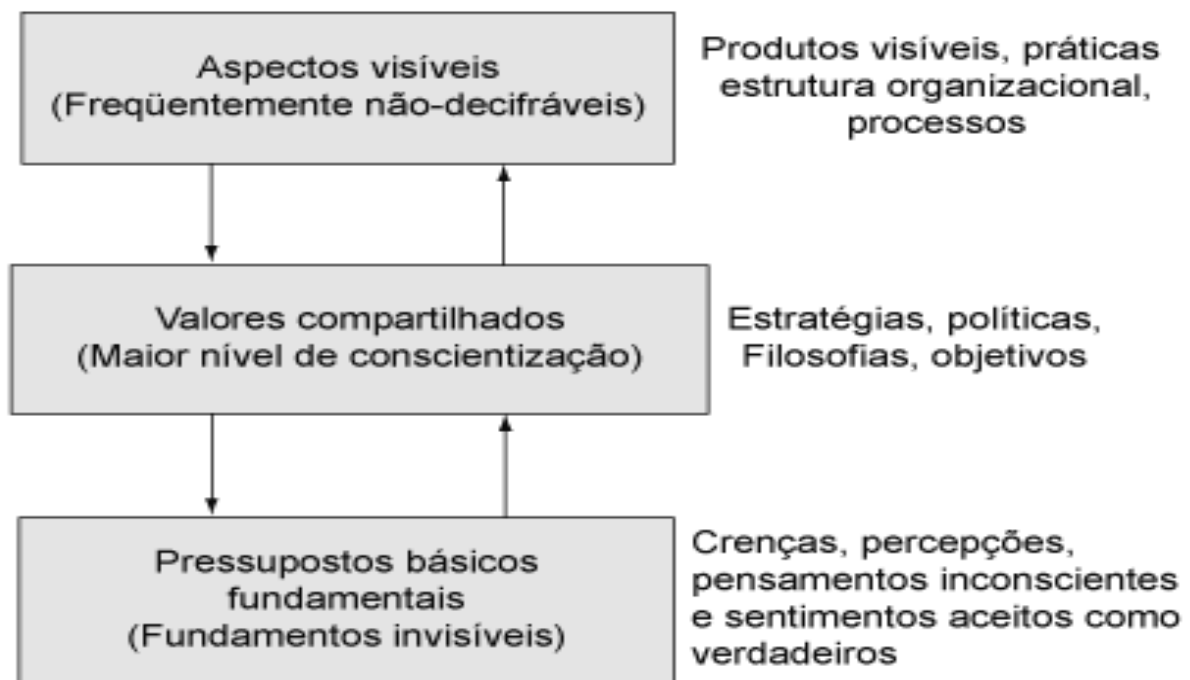 Aspectos visíveis
(Freqüentemente não-decifráveis)
Produtos visíveis, práticas
estrutura organizacional,
processos
Valores compartilhados
(Maior nível de conscientização)
Estratégias, políticas,
Filosofias, objetivos
Pressupostos básicos
fundamentais
(Fundamentos invisíveis)
Crenças, percepções,
pensamentos inconscientes
e sentimentos aceitos como
verdadeiros